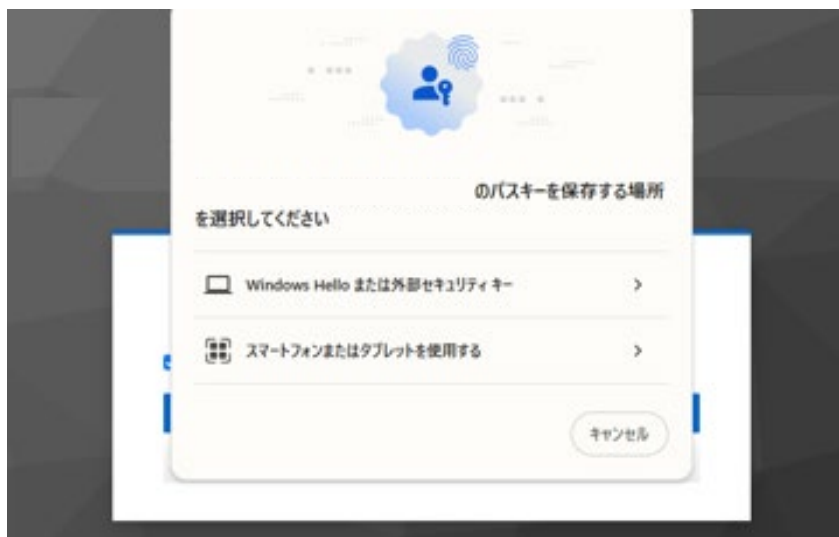 のパスキーを保存する場所
を選択してください
Windows Hello または外部セキュリティ キー
スマートフォンまたはタブレットを使用する
キャンセル